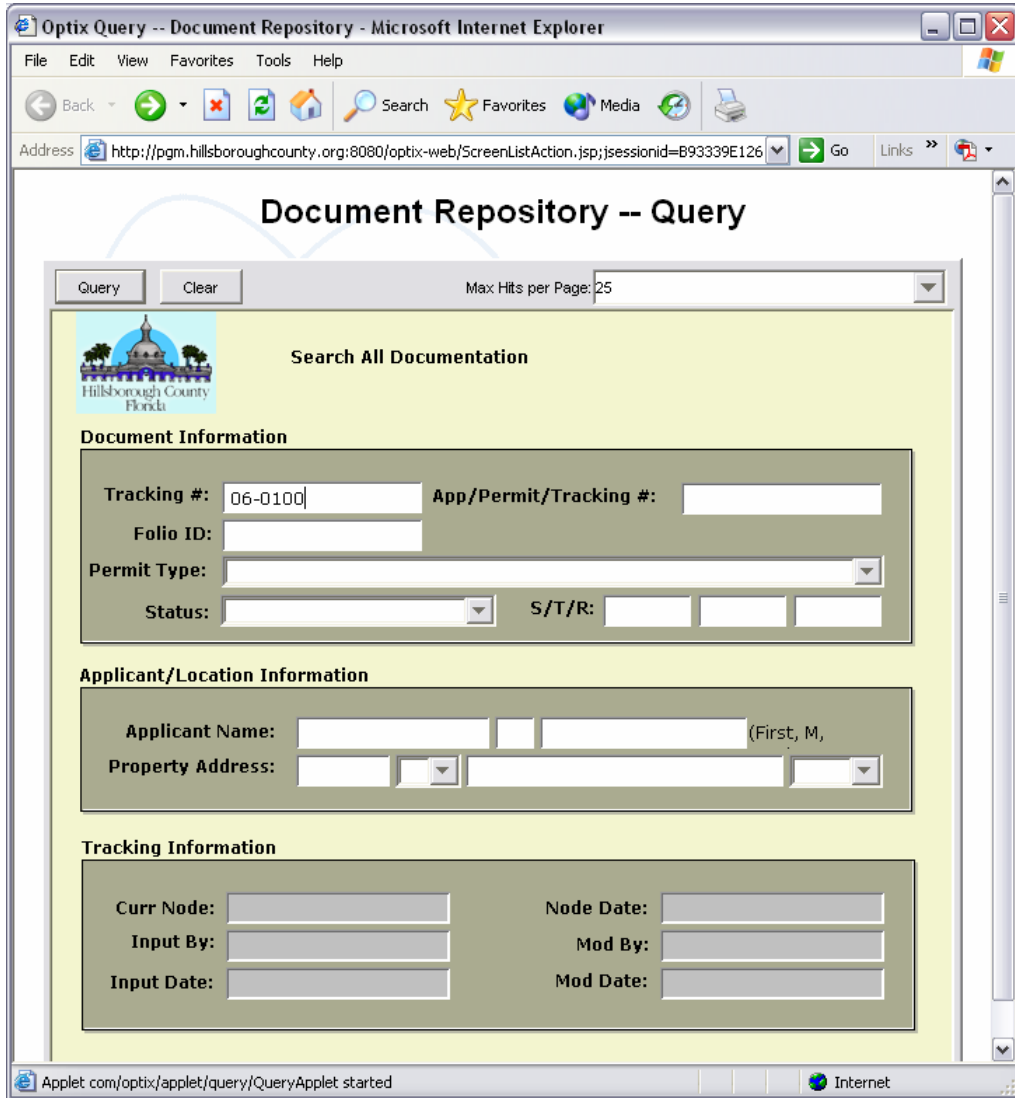 Optix Query -- Document Repository - Microsoft Internet Explorer
File Edit View Favorites Tools Help
Back Search Favorites Media
Address http://pgm.hillsboroughcounty.org:8080/optix-web/ScreenListAction.jsp;jsessionid=B93339E126 Go Links »
Document Repository -- Query
Query Clear Max Hits per Page: 25
Search All Documentation
Hillsborough County
Florida
Document Information
Tracking #: 06-0100 App/Permit/Tracking #:
Folio ID:
Permit Type:
Status: S/T/R:
Applicant/Location Information
Applicant Name: (First, M,
Property Address:
Tracking Information
Curr Node: Node Date:
Input By: Mod By:
Input Date: Mod Date:
Applet com/optix/applet/query/QueryApplet started Internet